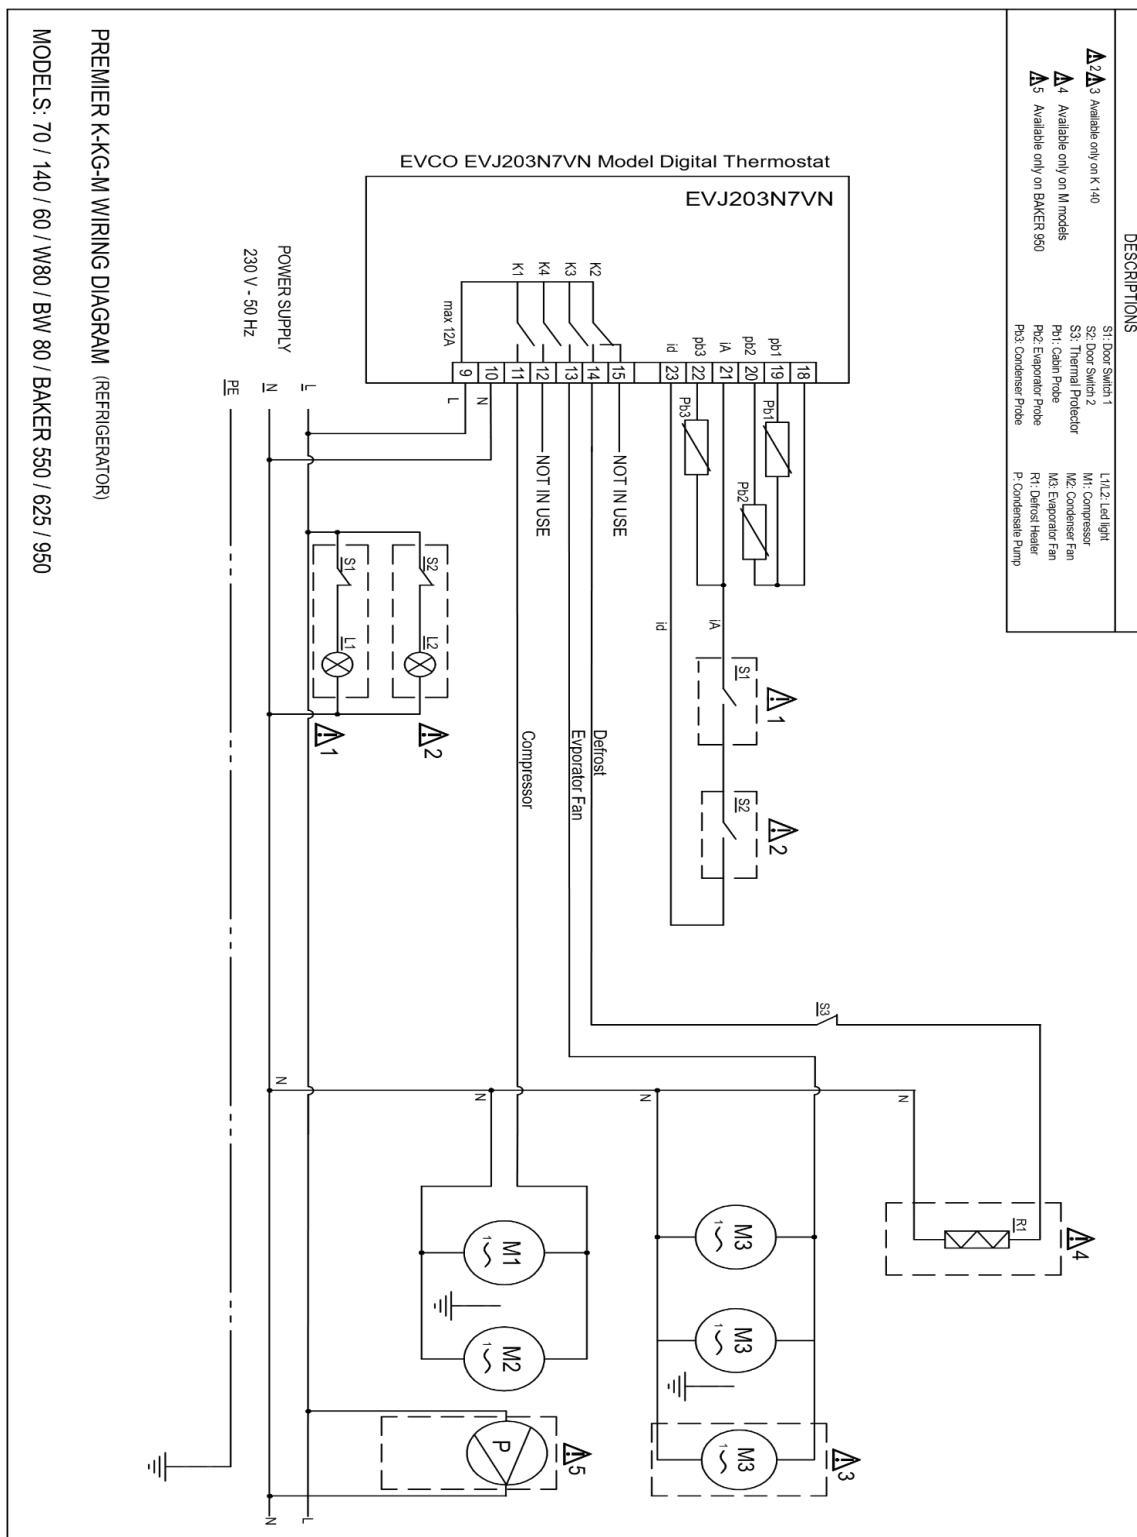 DESCRIPTIONS
S1: Door Switch 1
S2: Door Switch 2
S3: Thermal Protector
Pb1: Cabin Probe
Pb2: Evaporator Probe
Pb3: Condenser Probe
L1/L2: Led light
M1: Compressor
M2: Condenser Fan
M3: Evaporator Fan
R1: Defrost Heater
P: Condensate Pump
2 3 Available only on K 140
4 Available only on M models
5 Available only on BAKER 950
EVCO EVJ203N7VN Model Digital Thermostat
EVJ203N7VN
K1
K4
K3
K2
max 12A
id
pb3
iA
pb2
pb1
9
10
11
12
13
14
15
23
22
21
20
19
18
L
N
NOT IN USE
NOT IN USE
Pb3
Pb2
Pb1
id
iA
S1
1
S2
2
POWER SUPPLY
230 V - 50 Hz
PE
N
L
S1
L1
1
S2
L2
2
Compressor
Evporator Fan
Defrost
S3
N
N
N
N
R1
4
M1
1
M2
1
M3
1
M3
1
M3
1
3
P
5
N
L
PREMIER K-KG-M WIRING DIAGRAM (REFRIGERATOR)
MODELS: 70 / 140 / 60 / W80 / BW 80 / BAKER 550 / 625 / 950